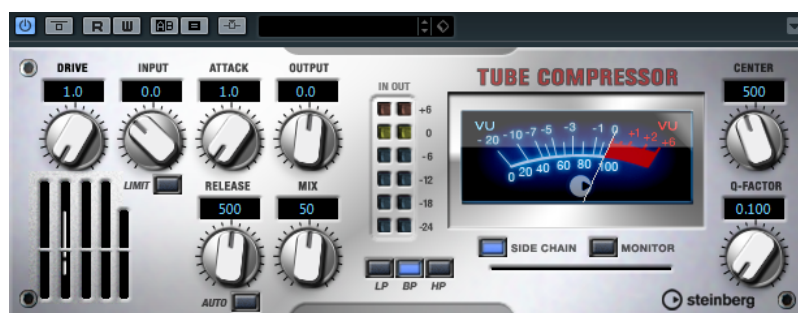 R W A B
DRIVE INPUT ATTACK OUTPUT
1.0 0.0 1.0 0.0
LIMIT
RELEASE MIX
500 50
AUTO
IN OUT
+6
0
-6
-12
-18
-24
LP BP HP
TUBE COMPRESSOR
VU VU
- 20 -10 -7 -5 -3 -1 0 +1 +2 +6
0 20 40 60 80 100
SIDE CHAIN MONITOR
CENTER
500
Q-FACTOR
0.100
steinberg